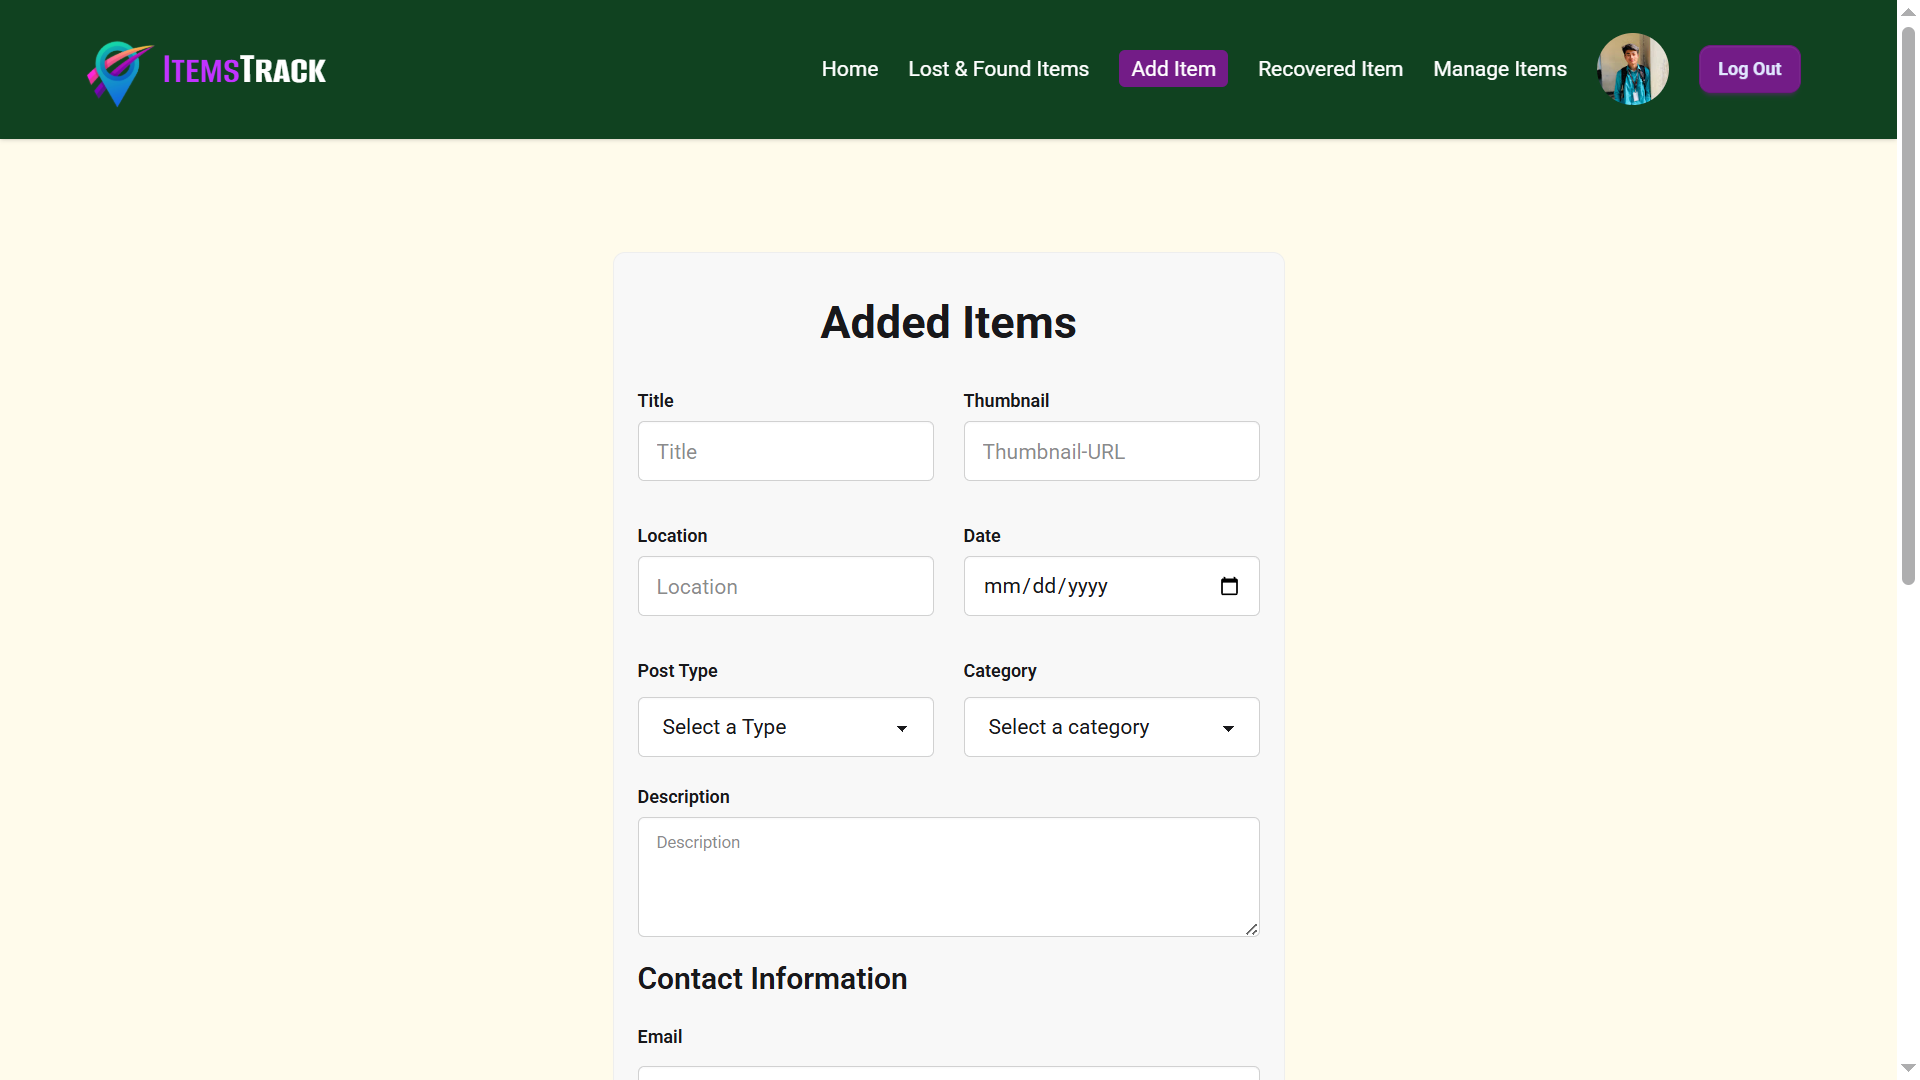 ITEMSTRACK
Home Lost & Found Items Add Item Recovered Item Manage Items Log Out
Added Items
Title Thumbnail
Title Thumbnail-URL
Location Date
Location mm/dd/yyyy
Post Type Category
Select a Type Select a category
Description
Description
Contact Information
Email